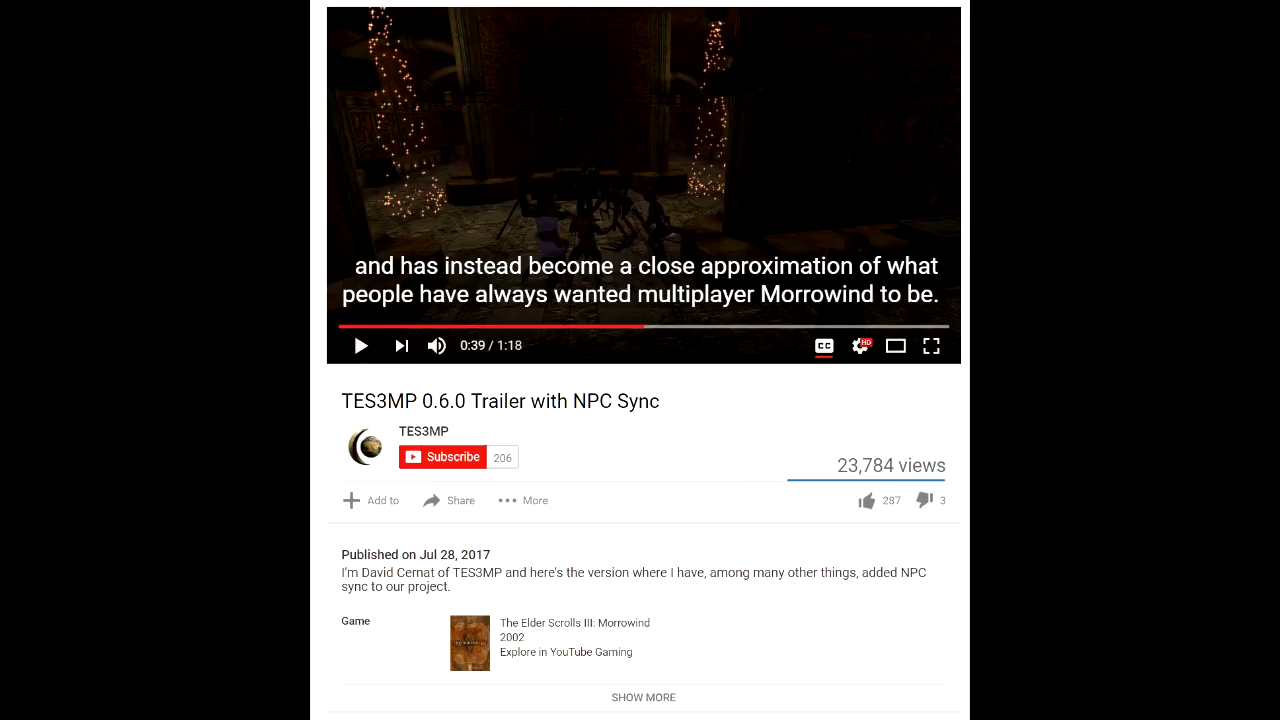 and has instead become a close approximation of what
people have always wanted multiplayer Morrowind to be.
0:39 / 1:18
CC
HD
TES3MP 0.6.0 Trailer with NPC Sync
TES3MP
Subscribe 206
23,784 views
Add to Share More 287 3
Published on Jul 28, 2017
I'm David Cernat of TES3MP and here's the version where I have, among many other things, added NPC
sync to our project.
Game
The Elder Scrolls III: Morrowind
2002
Explore in YouTube Gaming
SHOW MORE